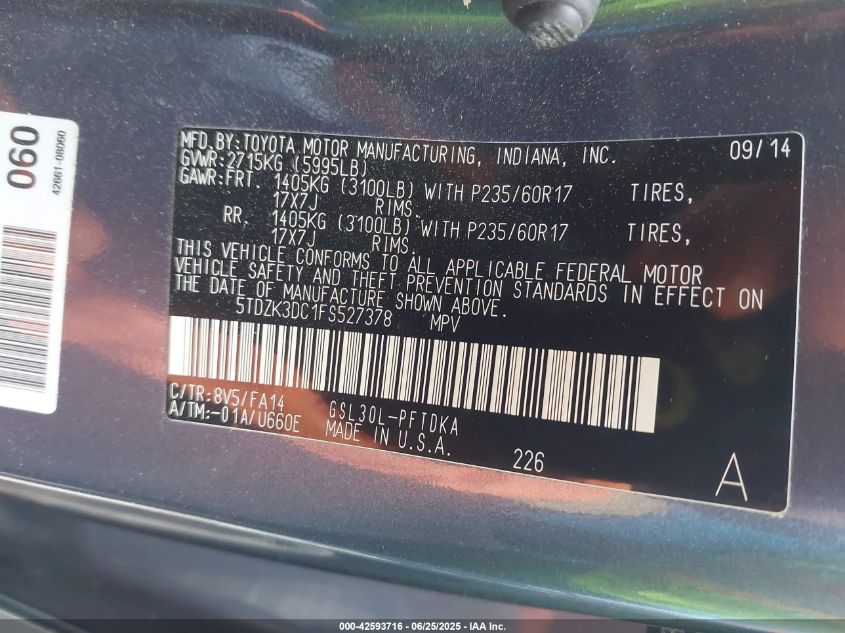 060
42661-08060
MFD. BY: TOYOTA MOTOR MANUFACTURING, INDIANA, INC. 09/14
GVWR: 2715KG (5995LB)
GAWR: FRT. 1405KG (3100LB) WITH P235/60R17 TIRES,
17X7J RIMS
RR. 1405KG (3100LB) WITH P235/60R17 TIRES,
17X7J RIMS
THIS VEHICLE CONFORMS TO ALL APPLICABLE FEDERAL MOTOR
VEHICLE SAFETY AND THEFT PREVENTION STANDARDS IN EFFECT ON
THE DATE OF MANUFACTURE SHOWN ABOVE.
5TDZK3DC1FS527378 MPV
C/TR: 8V5/FA14 GSL30L-PFTDKA
A/TM: -01A/U660E MADE IN U.S.A.
226
A
000-42593716 - 06/25/2025 - IAA Inc.